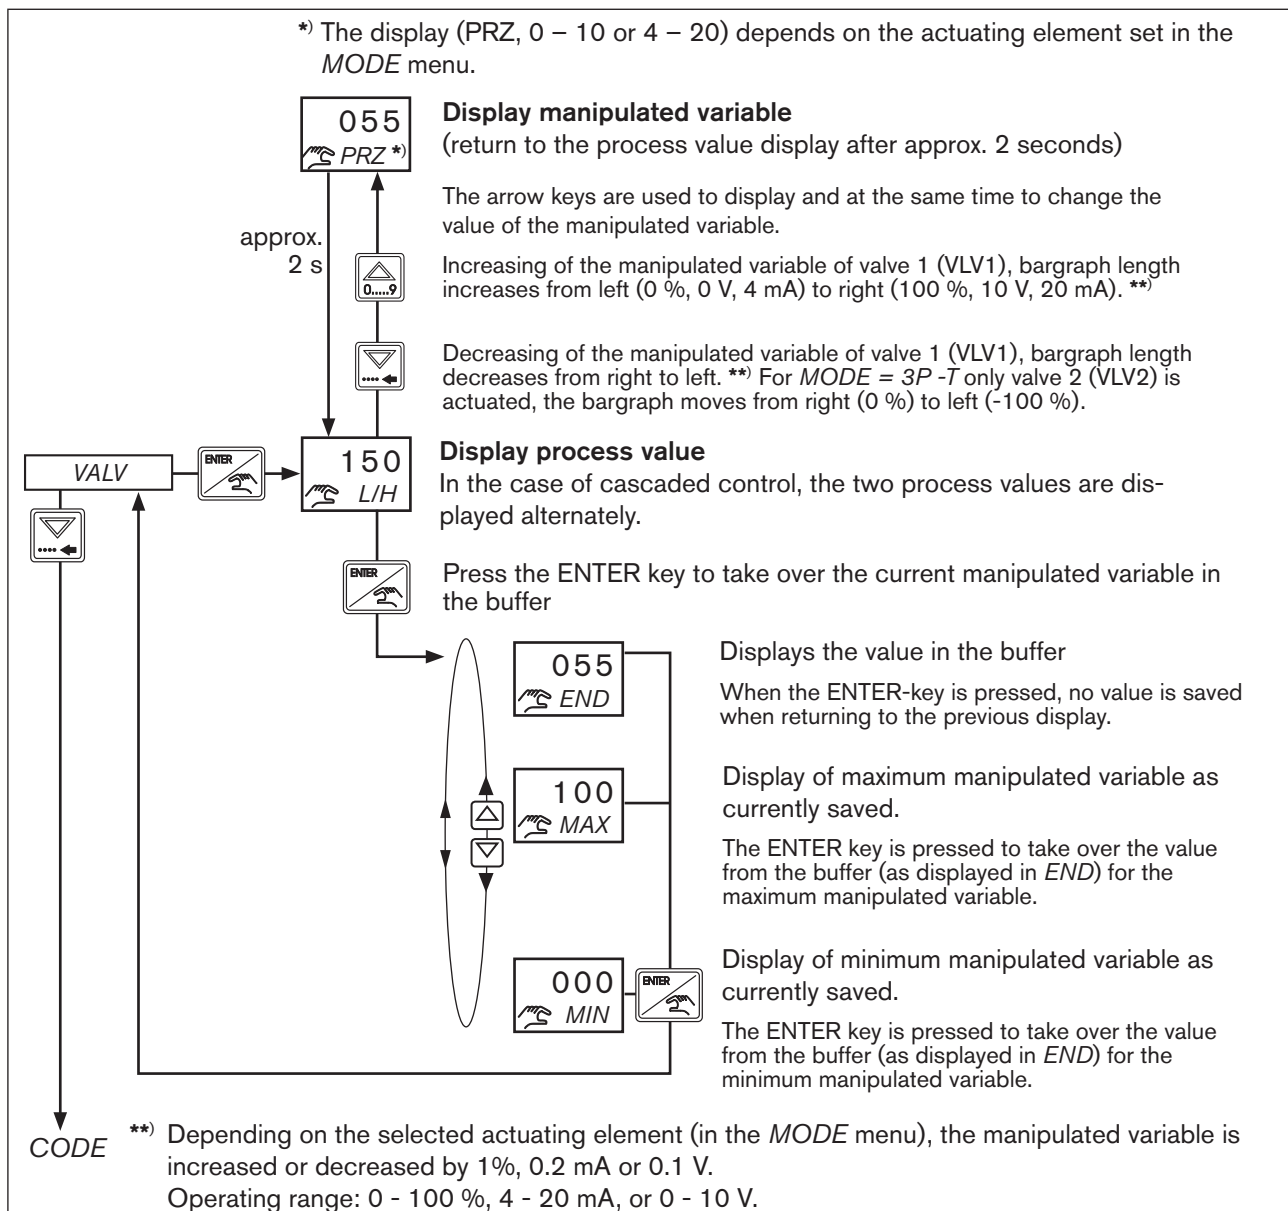 *) The display (PRZ, 0 – 10 or 4 – 20) depends on the actuating element set in the
MODE menu.
055
PRZ *)
Display manipulated variable
(return to the process value display after approx. 2 seconds)
The arrow keys are used to display and at the same time to change the
value of the manipulated variable.
approx.
2 s
0.....9
Increasing of the manipulated variable of valve 1 (VLV1), bargraph length
increases from left (0 %, 0 V, 4 mA) to right (100 %, 10 V, 20 mA). **)
Decreasing of the manipulated variable of valve 1 (VLV1), bargraph length
decreases from right to left. **) For MODE = 3P -T only valve 2 (VLV2) is
actuated, the bargraph moves from right (0 %) to left (-100 %).
VALV
ENTER
150
L/H
Display process value
In the case of cascaded control, the two process values are dis-
played alternately.
ENTER
Press the ENTER key to take over the current manipulated variable in
the buffer
055
END
Displays the value in the buffer
When the ENTER-key is pressed, no value is saved
when returning to the previous display.
100
MAX
Display of maximum manipulated variable as
currently saved.
The ENTER key is pressed to take over the value
from the buffer (as displayed in END) for the
maximum manipulated variable.
000
MIN
ENTER
Display of minimum manipulated variable as
currently saved.
The ENTER key is pressed to take over the value
from the buffer (as displayed in END) for the
minimum manipulated variable.
CODE
**) Depending on the selected actuating element (in the MODE menu), the manipulated variable is
increased or decreased by 1%, 0.2 mA or 0.1 V.
Operating range: 0 - 100 %, 4 - 20 mA, or 0 - 10 V.